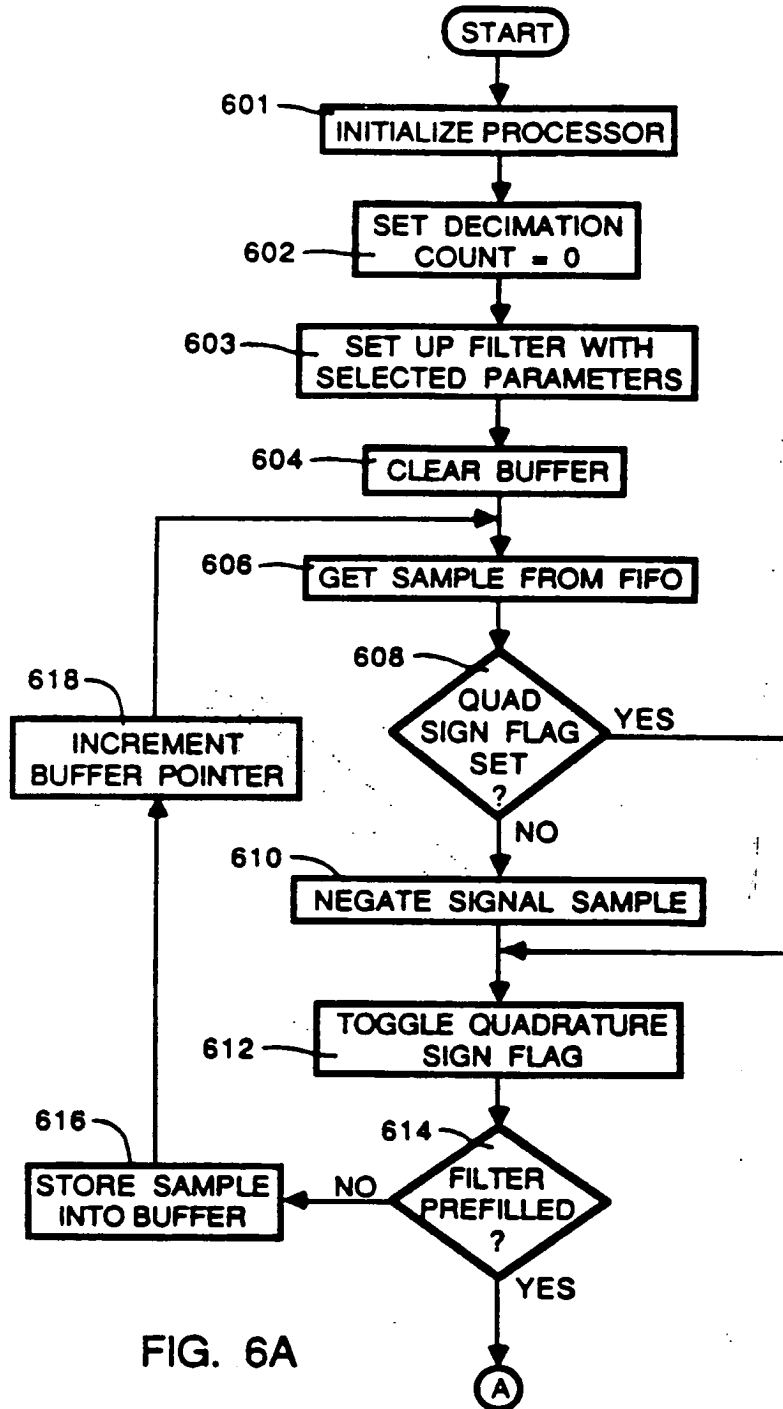 START
601
INITIALIZE PROCESSOR
SET DECIMATION
COUNT = 0
602
603
SET UP FILTER WITH
SELECTED PARAMETERS
604
CLEAR BUFFER
606
GET SAMPLE FROM FIFO
608
QUAD
SIGN FLAG
SET
?
YES
NO
618
INCREMENT
BUFFER POINTER
610
NEGATE SIGNAL SAMPLE
TOGGLE QUADRATURE
SIGN FLAG
612
614
FILTER
PREFILLED
?
NO
616
STORE SAMPLE
INTO BUFFER
YES
FIG. 6A
A